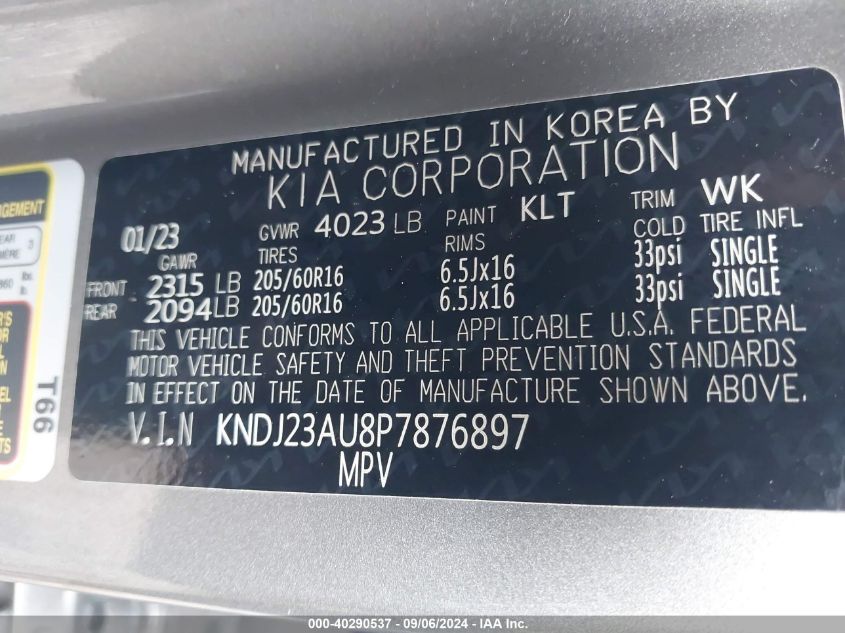 MANUFACTURED IN KOREA BY
KIA CORPORATION
01/23 GVWR 4023 LB PAINT KLT TRIM WK
GAWR TIRES RIMS COLD TIRE INFL
FRONT 2315 LB 205/60R16 6.5Jx16 33psi SINGLE
REAR 2094 LB 205/60R16 6.5Jx16 33psi SINGLE
THIS VEHICLE CONFORMS TO ALL APPLICABLE U.S.A. FEDERAL
MOTOR VEHICLE SAFETY AND THEFT PREVENTION STANDARDS
IN EFFECT ON THE DATE OF MANUFACTURE SHOWN ABOVE.
V.I.N KNDJ23AU8P7876897
MPV
T66
000-40290537 - 09/06/2024 - IAA Inc.